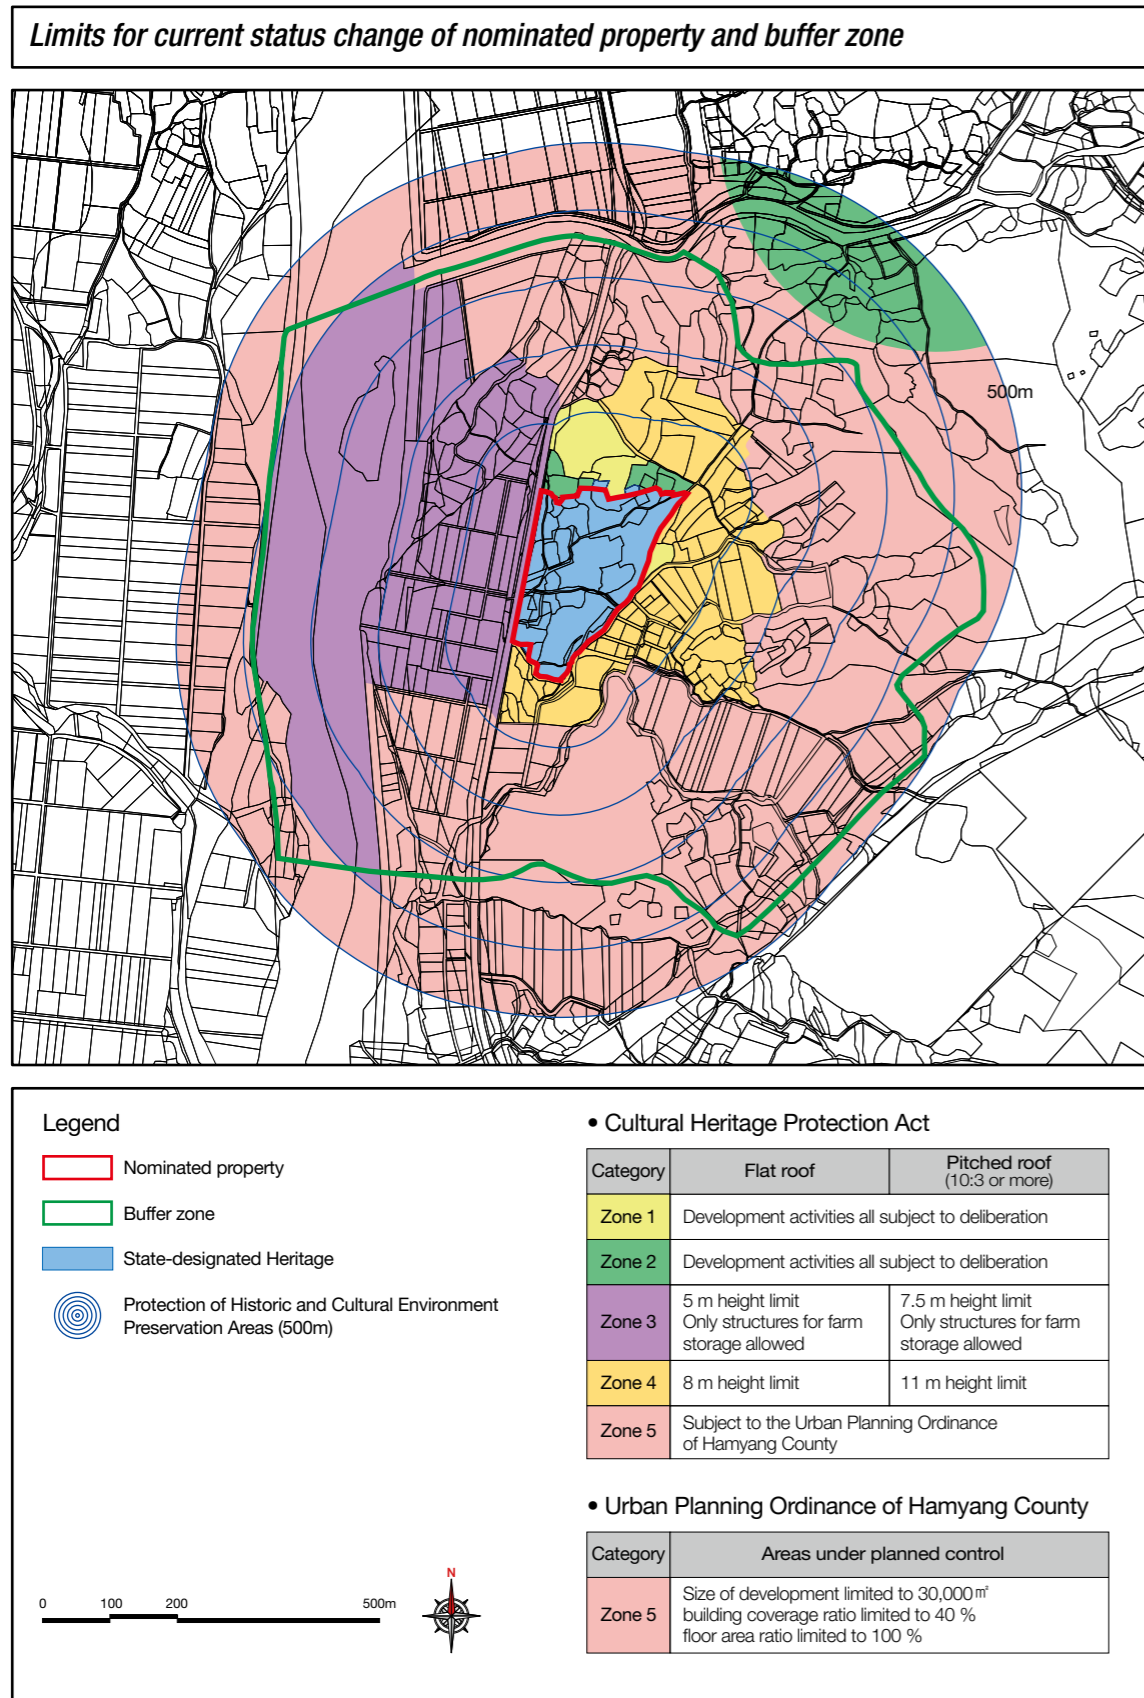 Limits for current status change of nominated property and buffer zone
500m
Legend
Nominated property
Buffer zone
State-designated Heritage
Protection of Historic and Cultural Environment
Preservation Areas (500m)
0 100 200 500m
N
• Cultural Heritage Protection Act
Category Flat roof Pitched roof
(10:3 or more)
Zone 1 Development activities all subject to deliberation
Zone 2 Development activities all subject to deliberation
Zone 3 5 m height limit
Only structures for farm
storage allowed
7.5 m height limit
Only structures for farm
storage allowed
Zone 4 8 m height limit 11 m height limit
Zone 5 Subject to the Urban Planning Ordinance
of Hamyang County
• Urban Planning Ordinance of Hamyang County
Category Areas under planned control
Zone 5 Size of development limited to 30,000㎡
building coverage ratio limited to 40 %
floor area ratio limited to 100 %